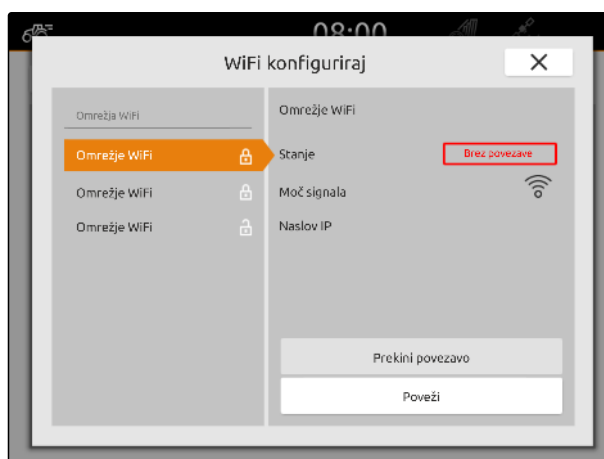 08:00
WiFi konfiguriraj
Omrežja WiFi
Omrežje WiFi
Omrežje WiFi
Omrežje WiFi
Omrežje WiFi
Stanje
Brez povezave
Moč signala
Naslov IP
Prekini povezavo
Poveži